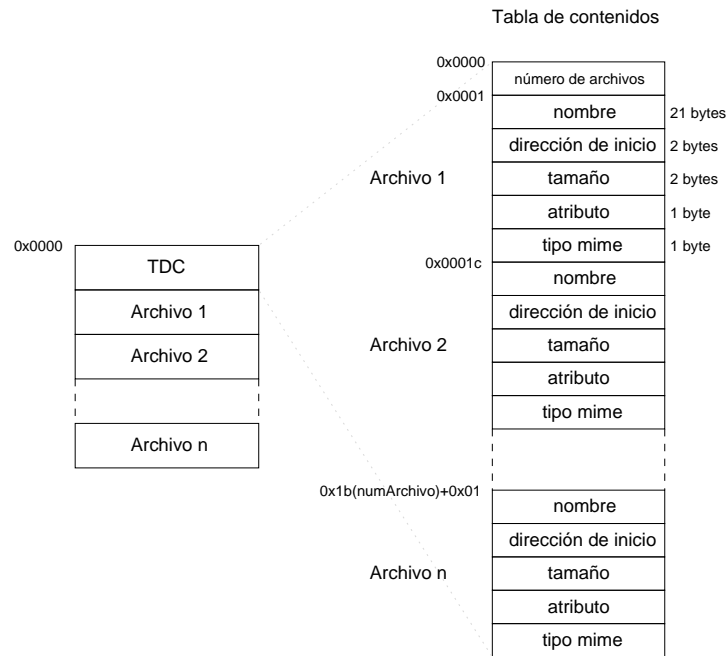 Tabla de contenidos
0x0000
número de archivos
0x0001
nombre
21 bytes
dirección de inicio
2 bytes
Archivo 1
tamaño
2 bytes
atributo
1 byte
tipo mime
1 byte
0x0001c
nombre
dirección de inicio
Archivo 2
tamaño
atributo
tipo mime
0x0000
TDC
Archivo 1
Archivo 2
Archivo n
0x1b(numArchivo)+0x01
nombre
dirección de inicio
Archivo n
tamaño
atributo
tipo mime